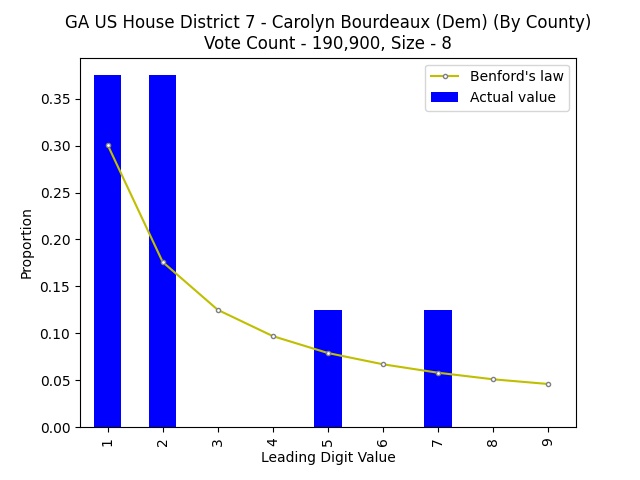 GA US House District 7 - Carolyn Bourdeaux (Dem) (By County)
Vote Count - 190,900, Size - 8
Benford's law
Actual value
0.35
0.30
0.25
0.20
0.15
0.10
0.05
0.00
Proportion
1 2 3 4 5 6 7 8 9
Leading Digit Value